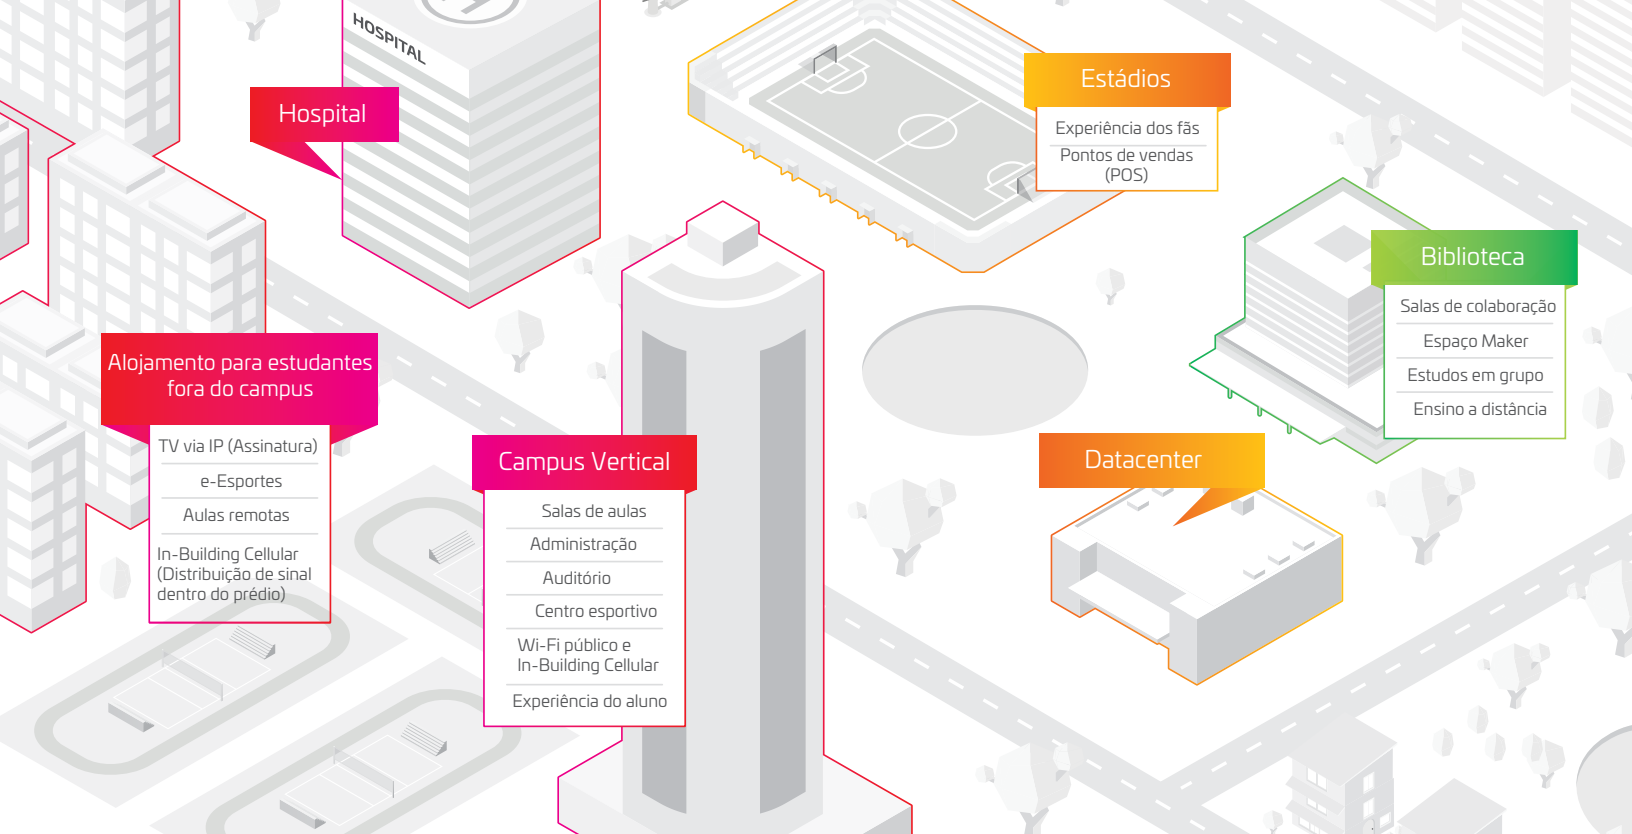 HOSPITAL
Hospital
Estádios
Experiência dos fãs
Pontos de vendas
(POS)
Biblioteca
Salas de colaboração
Espaço Maker
Estudos em grupo
Ensino a distância
Alojamento para estudantes
fora do campus
TV via IP (Assinatura)
e-Esportes
Aulas remotas
In-Building Cellular
(Distribuição de sinal
dentro do prédio)
Campus Vertical
Salas de aulas
Administração
Auditório
Centro esportivo
Wi-Fi público e
In-Building Cellular
Experiência do aluno
Datacenter